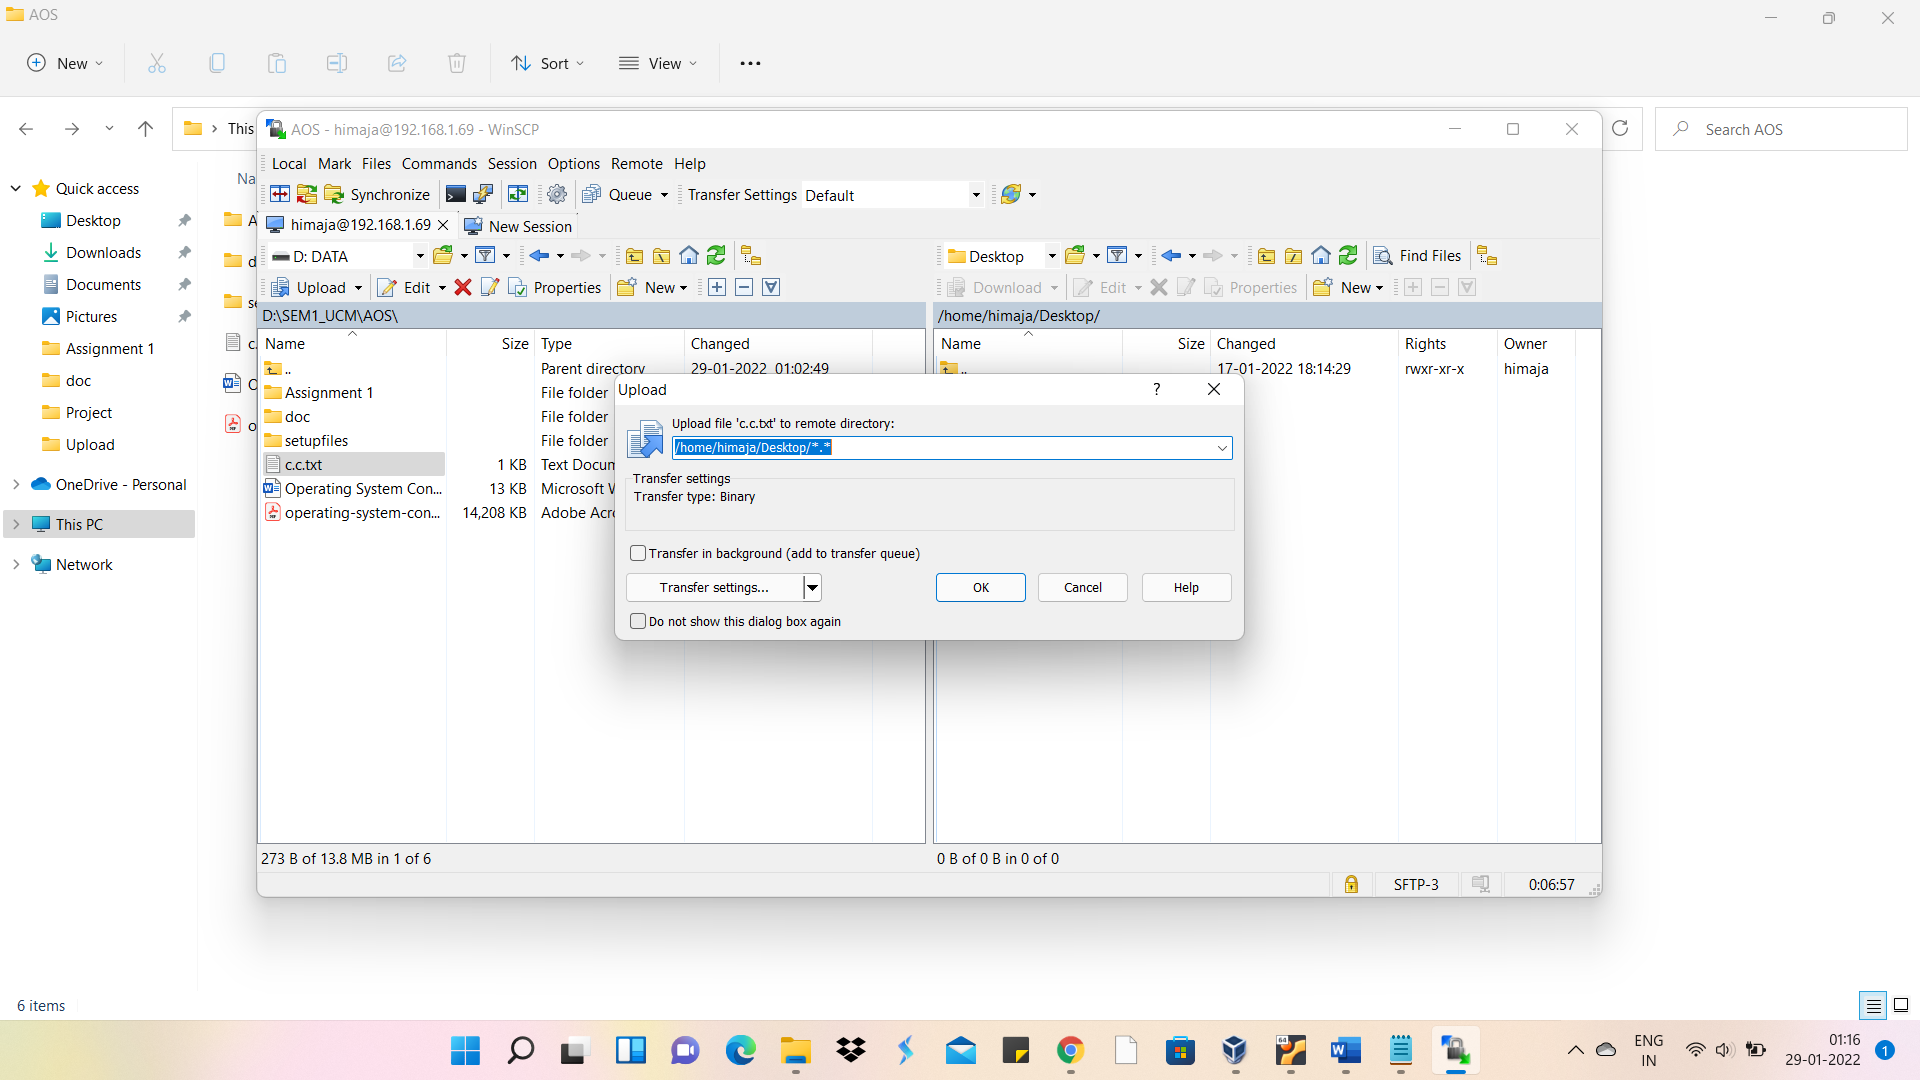 AOS
New
Sort
View
This
Search AOS
Quick access
Desktop
Downloads
Documents
Pictures
Assignment 1
doc
Project
Upload
OneDrive - Personal
This PC
Network
Na
A
d
se
c.
O
o
AOS - himaja@192.168.1.69 - WinSCP
Local Mark Files Commands Session Options Remote Help
Synchronize Queue Transfer Settings Default
himaja@192.168.1.69 New Session
D: DATA
Upload Edit Properties New
D:\SEM1_UCM\AOS\
Name Size Type Changed
.. Parent directory 29-01-2022 01:02:49
Assignment 1 File folder
doc File folder
setupfiles File folder
c.c.txt 1 KB Text Docum
Operating System Con... 13 KB Microsoft W
operating-system-con... 14,208 KB Adobe Acro
273 B of 13.8 MB in 1 of 6
Desktop Find Files
Download Edit Properties New
/home/himaja/Desktop/
Name Size Changed Rights Owner
.. 17-01-2022 18:14:29 rwxr-xr-x himaja
0 B of 0 B in 0 of 0
SFTP-3 0:06:57
Upload ?
Upload file 'c.c.txt' to remote directory:
/home/himaja/Desktop/*.*
Transfer settings
Transfer type: Binary
Transfer in background (add to transfer queue)
Transfer settings... OK Cancel Help
Do not show this dialog box again
6 items
64
ENG
IN
01:16
29-01-2022
1